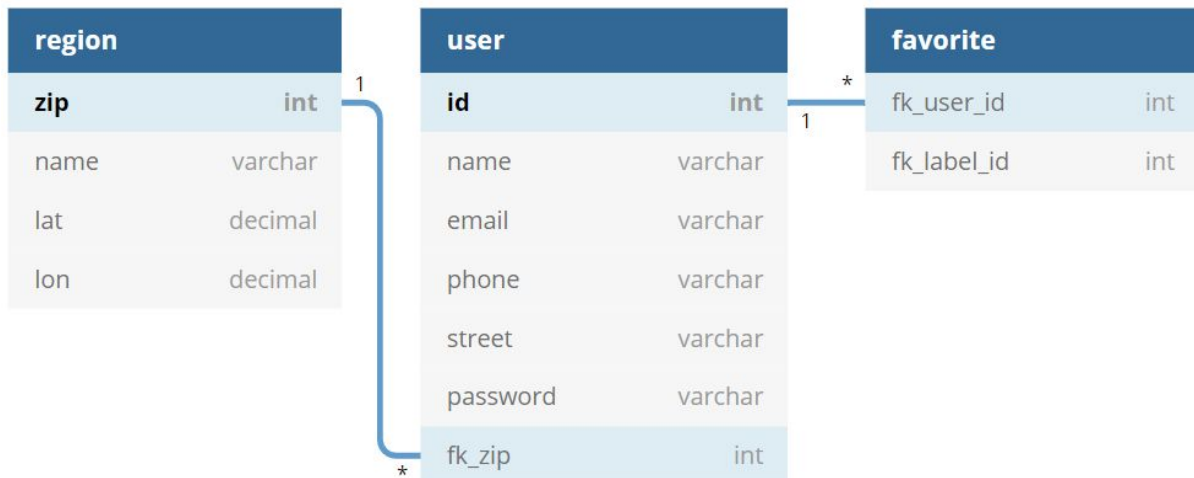 region
zip int
name varchar
lat decimal
lon decimal
1
*
user
id int
name varchar
email varchar
phone varchar
street varchar
password varchar
fk_zip int
1
*
favorite
fk_user_id int
fk_label_id int